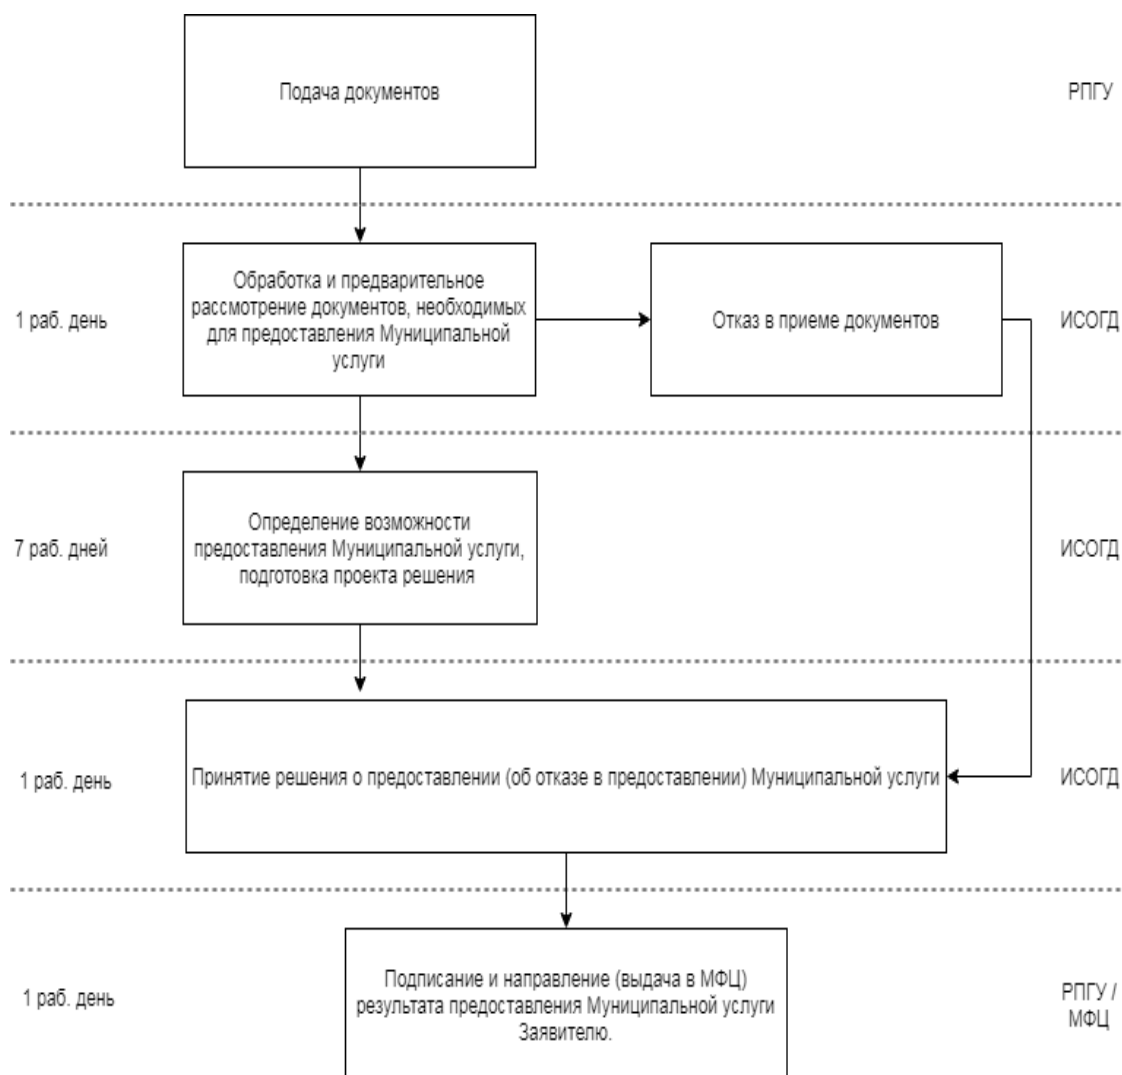 Подача документов
РПГУ
1 раб. день
Обработка и предварительное
рассмотрение документов, необходимых
для предоставления Муниципальной
услуги
Отказ в приеме документов
ИСОГД
7 раб. дней
Определение возможности
предоставления Муниципальной услуги,
подготовка проекта решения
ИСОГД
1 раб. день
Принятие решения о предоставлении (об отказе в предоставлении) Муниципальной услуги
ИСОГД
1 раб. день
Подписание и направление (выдача в МФЦ)
результата предоставления Муниципальной услуги
Заявителю.
РПГУ /
МФЦ